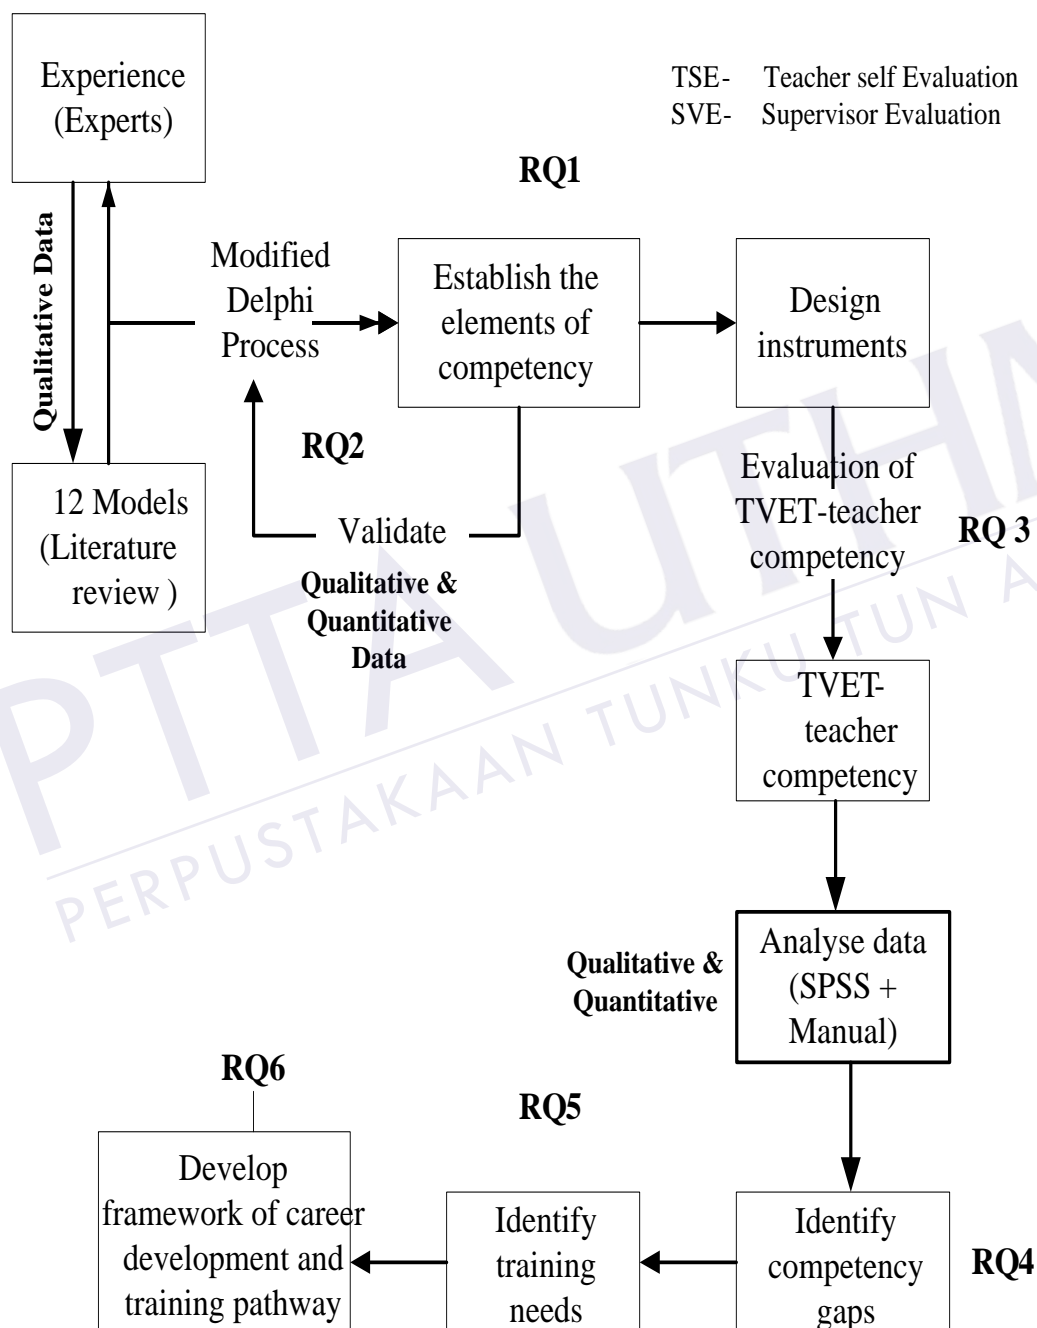 Experience
(Experts)
TSE- Teacher self Evaluation
SVE- Supervisor Evaluation
RQ1
Qualitative Data
Modified
Delphi
Process
Establish the
elements of
competency
Design
instruments
RQ2
12 Models
(Literature
review )
Validate
Qualitative &
Quantitative
Data
Evaluation of
TVET-teacher
competency
RQ 3
TVET-
teacher
competency
Qualitative &
Quantitative
Analyse data
(SPSS +
Manual)
RQ6
RQ5
Develop
framework of career
development and
training pathway
Identify
training
needs
Identify
competency
gaps
RQ4
PTTA UTHM
PERPUSTAKAAN TUNKU TUN A